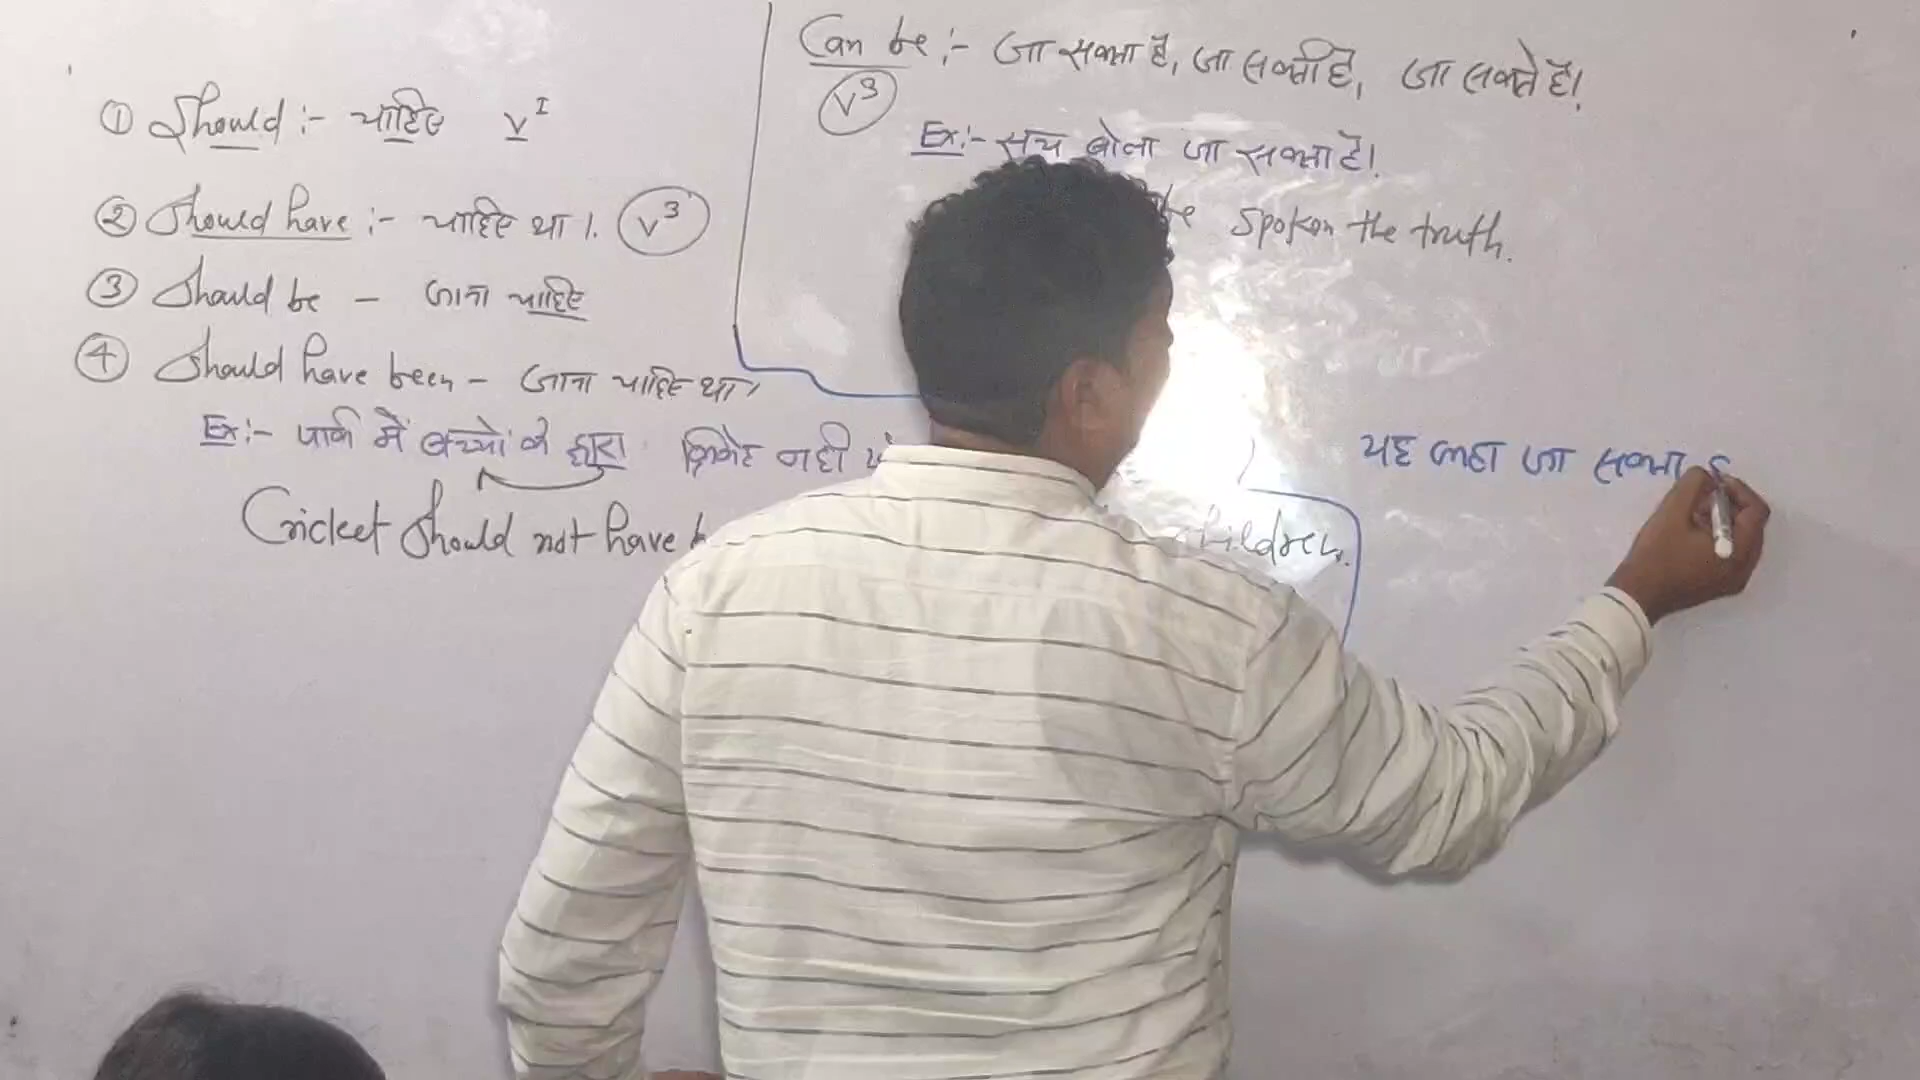 ① Should :- चाहिए V¹
② Should have :- चाहिए था। V³
③ Should be - जाना चाहिए
④ Should have been - जाना चाहिए था।
Ex:- पार्क में बच्चों के द्वारा क्रिकेट नही
Cricket should not have children.
Can be :- जा सकता है, जा सकती है, जा सकते है।
V³
Ex:- सच बोला जा सकता है।
be spoken the truth.
यह कहा जा सकता